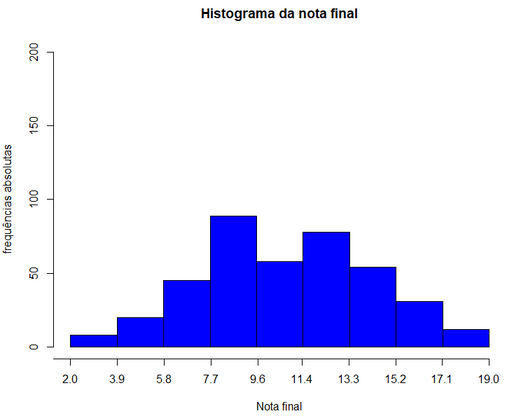 Histograma da nota final
frequências absolutas
200
150
100
50
0
2.0 3.9 5.8 7.7 9.6 11.4 13.3 15.2 17.1 19.0
Nota final